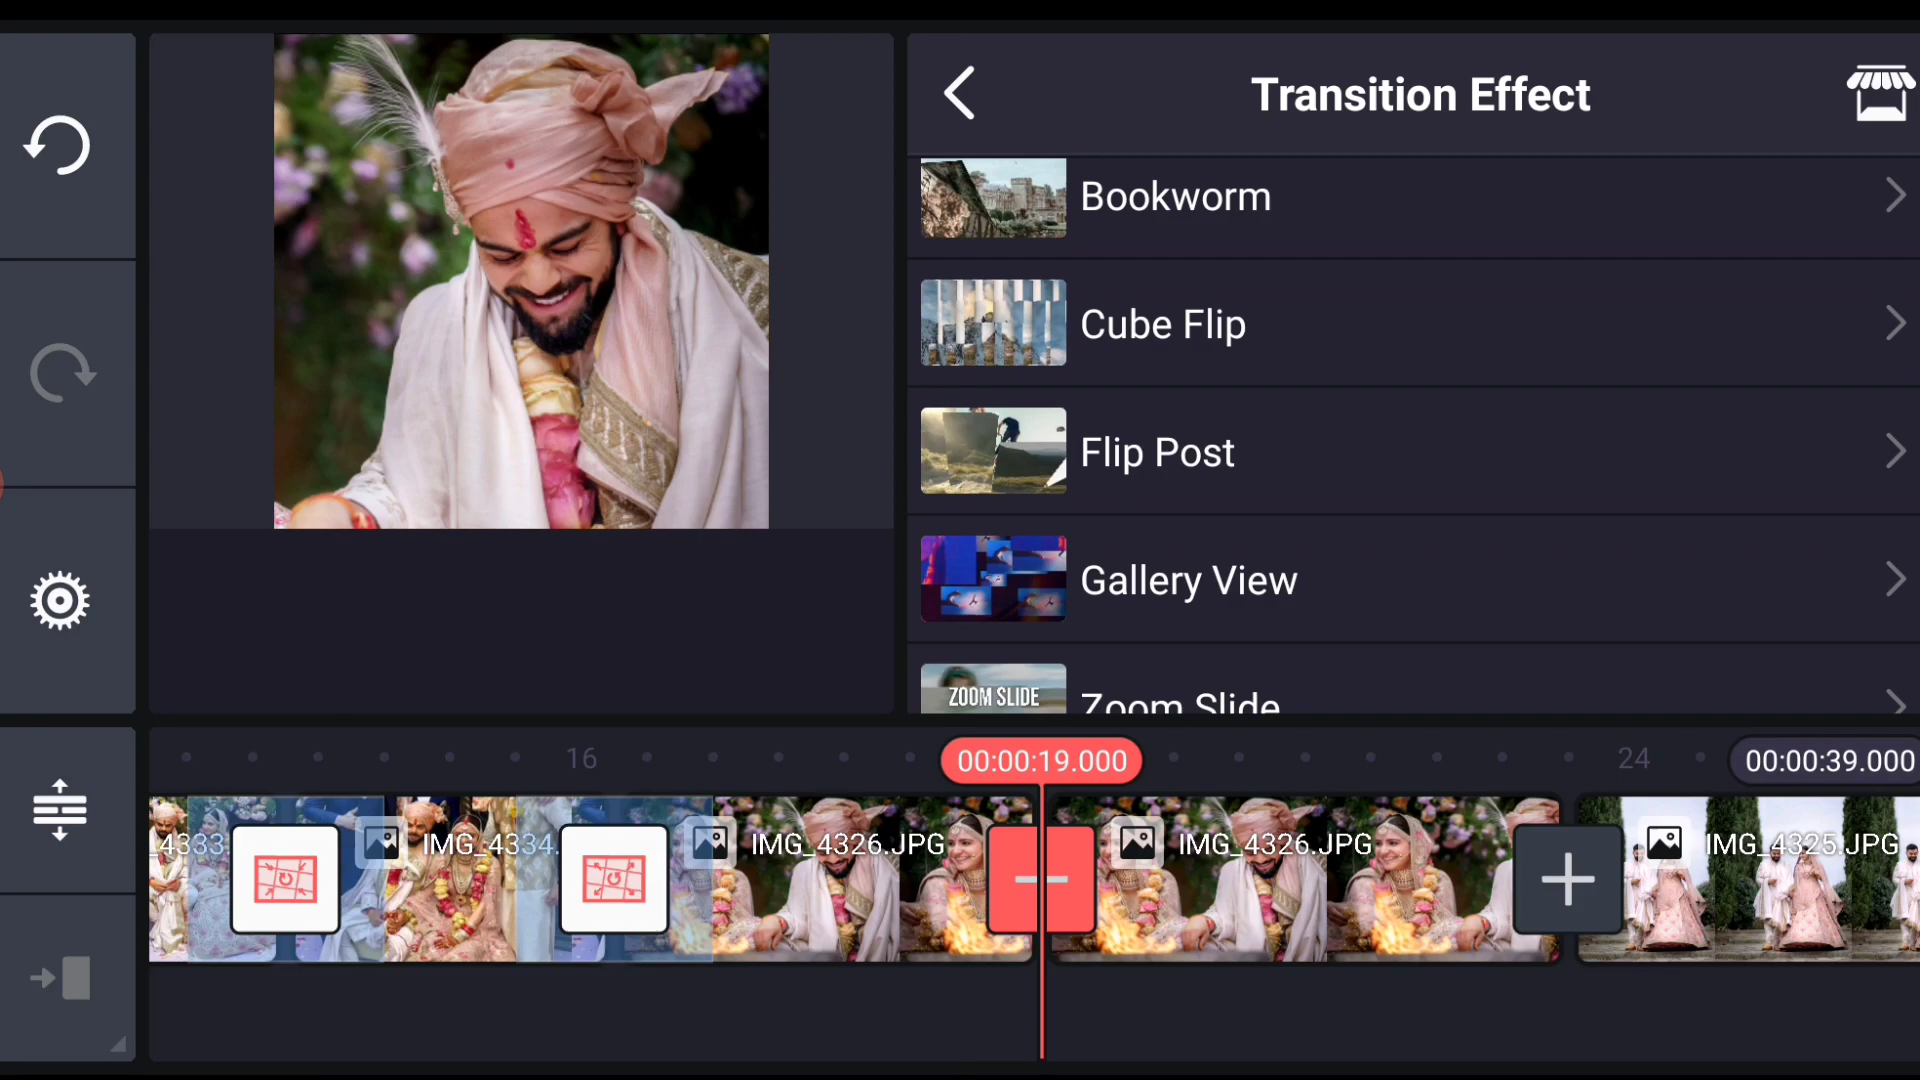 Transition Effect
Bookworm
Cube Flip
Flip Post
Gallery View
ZOOM SLIDE
Zoom Slide
16
00:00:19.000
24
00:00:39.000
4333
IMG_4334.
IMG_4326.JPG
IMG_4326.JPG
IMG_4325.JPG